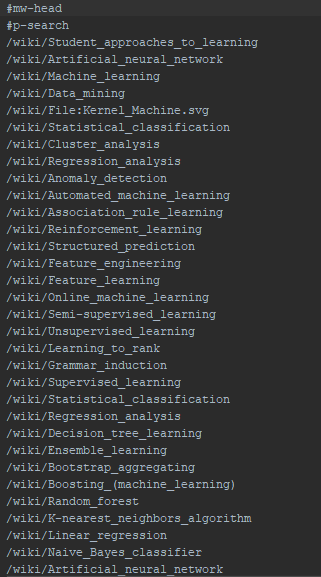 #mw-head
#p-search
/wiki/Student_approaches_to_learning
/wiki/Artificial_neural_network
/wiki/Machine_learning
/wiki/Data_mining
/wiki/File:Kernel_Machine.svg
/wiki/Statistical_classification
/wiki/Cluster_analysis
/wiki/Regression_analysis
/wiki/Anomaly_detection
/wiki/Automated_machine_learning
/wiki/Association_rule_learning
/wiki/Reinforcement_learning
/wiki/Structured_prediction
/wiki/Feature_engineering
/wiki/Feature_learning
/wiki/Online_machine_learning
/wiki/Semi-supervised_learning
/wiki/Unsupervised_learning
/wiki/Learning_to_rank
/wiki/Grammar_induction
/wiki/Supervised_learning
/wiki/Statistical_classification
/wiki/Regression_analysis
/wiki/Decision_tree_learning
/wiki/Ensemble_learning
/wiki/Bootstrap_aggregating
/wiki/Boosting_(machine_learning)
/wiki/Random_forest
/wiki/K-nearest_neighbors_algorithm
/wiki/Linear_regression
/wiki/Naive_Bayes_classifier
/wiki/Artificial_neural_network